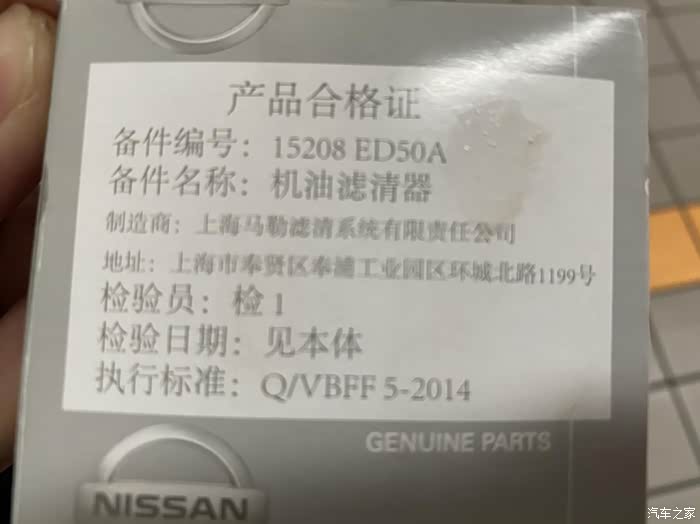 产品合格证
备件编号：15208 ED50A
备件名称：机油滤清器
制造商：上海马勒滤清系统有限责任公司
地址：上海市奉贤区奉浦工业园区环城北路1199号
检验员：检 1
检验日期：见本体
执行标准：Q/VBFF 5-2014
GENUINE PARTS
NISSAN
汽车之家